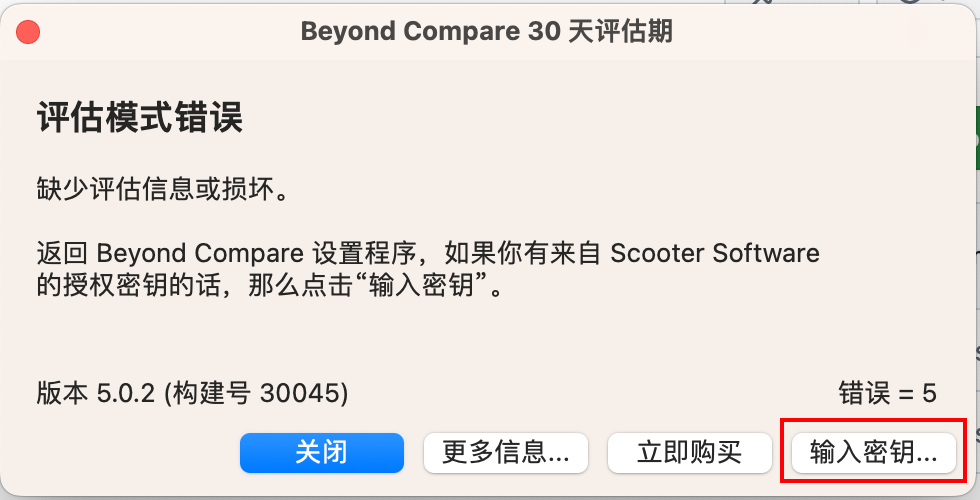 Beyond Compare 30 天评估期
评估模式错误
缺少评估信息或损坏。
返回 Beyond Compare 设置程序，如果你有来自 Scooter Software
的授权密钥的话，那么点击“输入密钥”。
版本 5.0.2 (构建号 30045)
错误 = 5
关闭
更多信息...
立即购买
输入密钥...